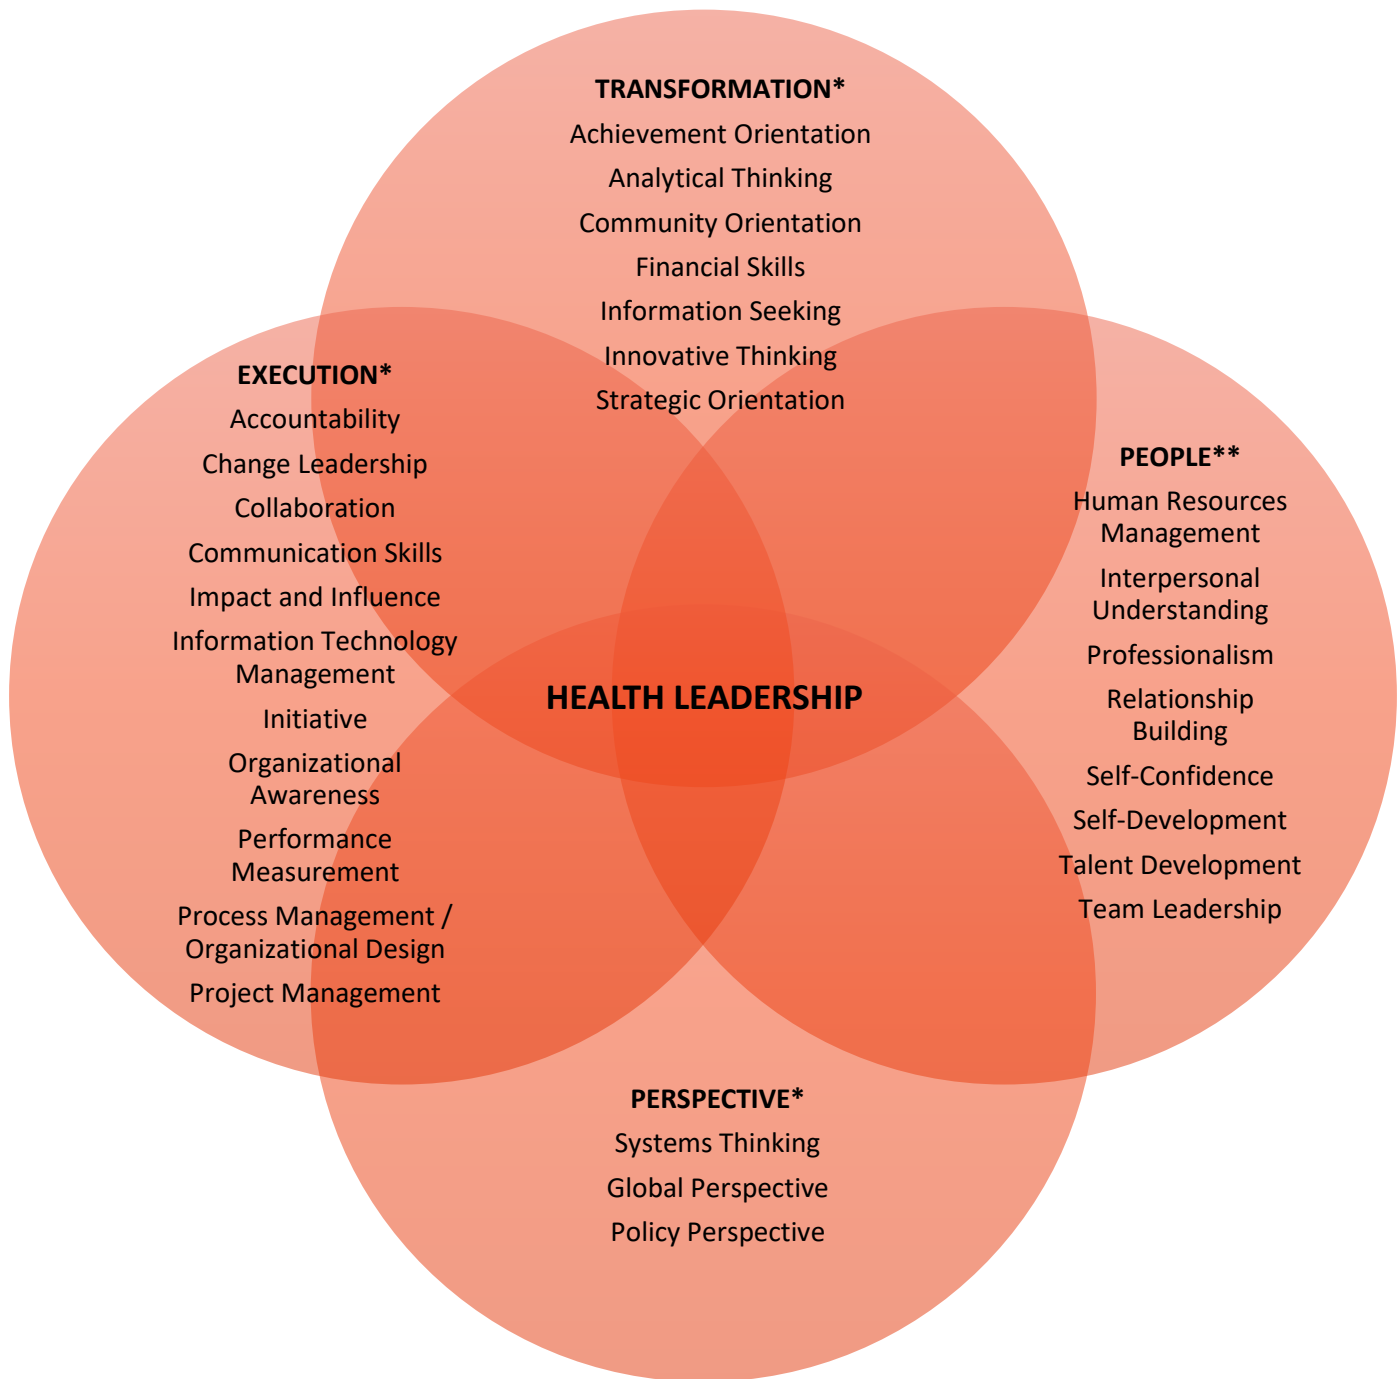 TRANSFORMATION*
Achievement Orientation
Analytical Thinking
Community Orientation
Financial Skills
Information Seeking
Innovative Thinking
Strategic Orientation
EXECUTION*
Accountability
Change Leadership
Collaboration
Communication Skills
Impact and Influence
Information Technology
Management
Initiative
Organizational
Awareness
Performance
Measurement
Process Management /
Organizational Design
Project Management
HEALTH LEADERSHIP
PEOPLE**
Human Resources
Management
Interpersonal
Understanding
Professionalism
Relationship
Building
Self-Confidence
Self-Development
Talent Development
Team Leadership
PERSPECTIVE*
Systems Thinking
Global Perspective
Policy Perspective